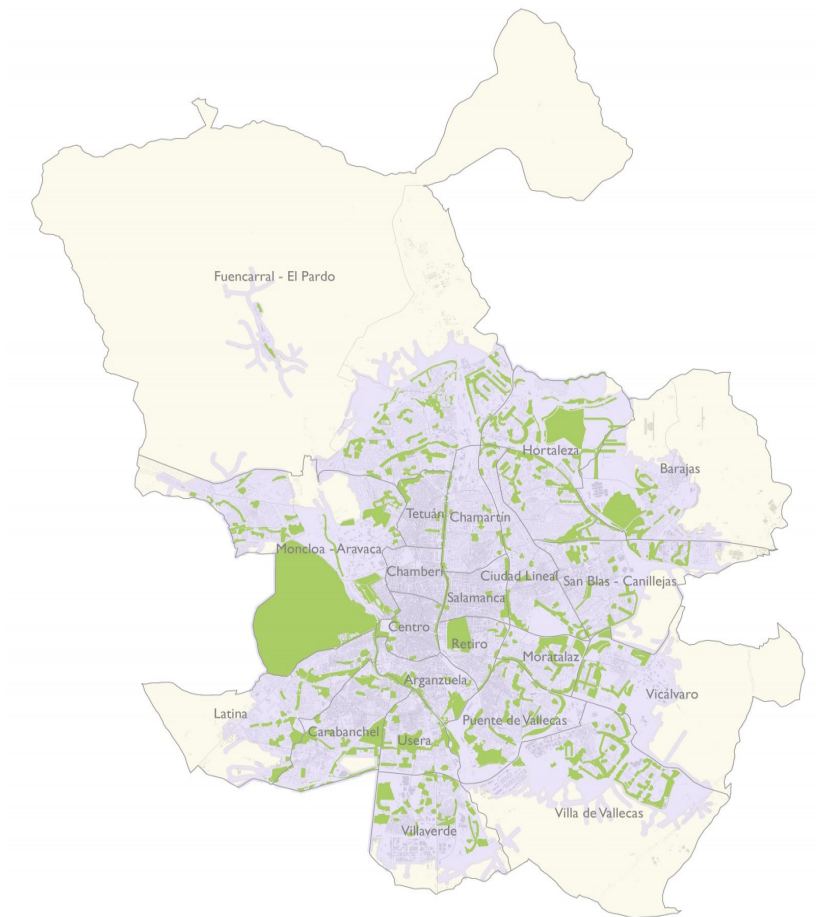 Fuencarral - El Pardo
Hortaleza
Barajas
Tetuán
Chamartín
Moncloa - Aravaca
Chamberí
Ciudad Lineal
San Blas - Canillejas
Salamanca
Centro
Retiro
Moratalaz
Arganzuela
Vicálvaro
Latina
Puente de Vallecas
Carabanchel
Usera
Villa de Vallecas
Villaverde